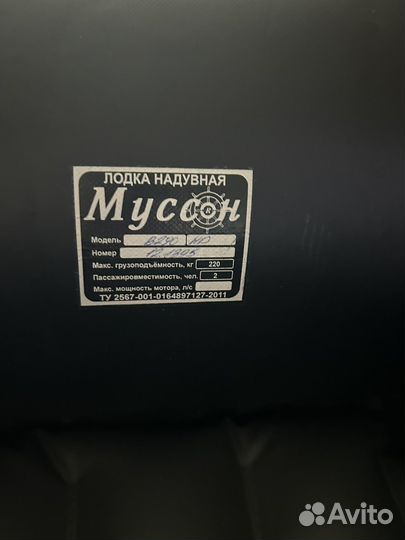 ЛОДКА НАДУВНАЯ
Муссон
R
Модель
Номер
Макс. грузоподъёмность, кг 220
Пассажировместимость, чел. 2
Макс. мощность мотора, л/с
ТУ 2567-001-0164897127-2011
Avito